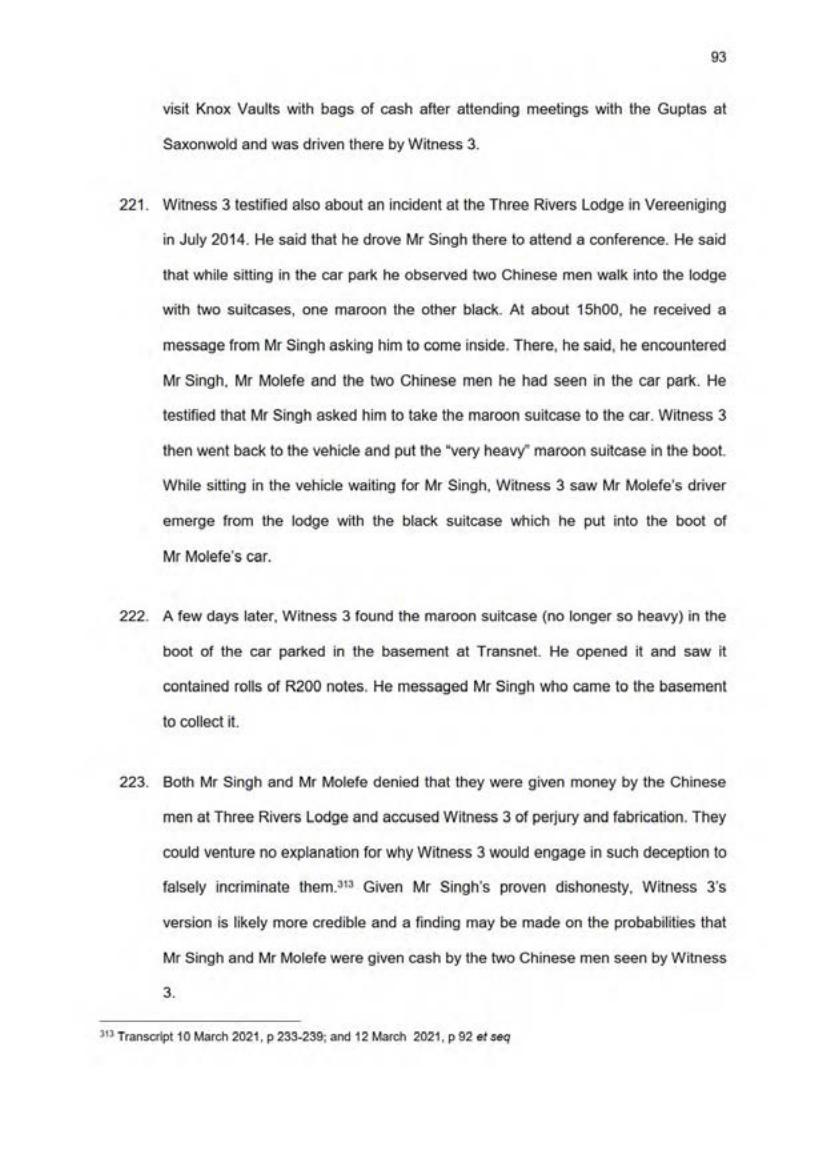 93
visit Knox Vaults with bags of cash after attending meetings with the Guptas at
Saxonwold and was driven there by Witness 3.
221. Witness 3 testified also about an incident at the Three Rivers Lodge in Vereeniging
in July 2014. He said that he drove Mr Singh there to attend a conference. He said
that while sitting in the car park he observed two Chinese men walk into the lodge
with two suitcases, one maroon the other black. At about 15h00, he received a
message from Mr Singh asking him to come inside. There, he said, he encountered
Mr Singh, Mr Molefe and the two Chinese men he had seen in the car park. He
testified that Mr Singh asked him to take the maroon suitcase to the car. Witness 3
then went back to the vehicle and put the “very heavy” maroon suitcase in the boot.
While sitting in the vehicle waiting for Mr Singh, Witness 3 saw Mr Molefe’s driver
emerge from the lodge with the black suitcase which he put into the boot of
Mr Molefe’s car.
222. A few days later, Witness 3 found the maroon suitcase (no longer so heavy) in the
boot of the car parked in the basement at Transnet. He opened it and saw it
contained rolls of R200 notes. He messaged Mr Singh who came to the basement
to collect it.
223. Both Mr Singh and Mr Molefe denied that they were given money by the Chinese
men at Three Rivers Lodge and accused Witness 3 of perjury and fabrication. They
could venture no explanation for why Witness 3 would engage in such deception to
falsely incriminate them.313 Given Mr Singh’s proven dishonesty, Witness 3’s
version is likely more credible and a finding may be made on the probabilities that
Mr Singh and Mr Molefe were given cash by the two Chinese men seen by Witness
3.
313 Transcript 10 March 2021, p 233-239; and 12 March 2021, p 92 et seq